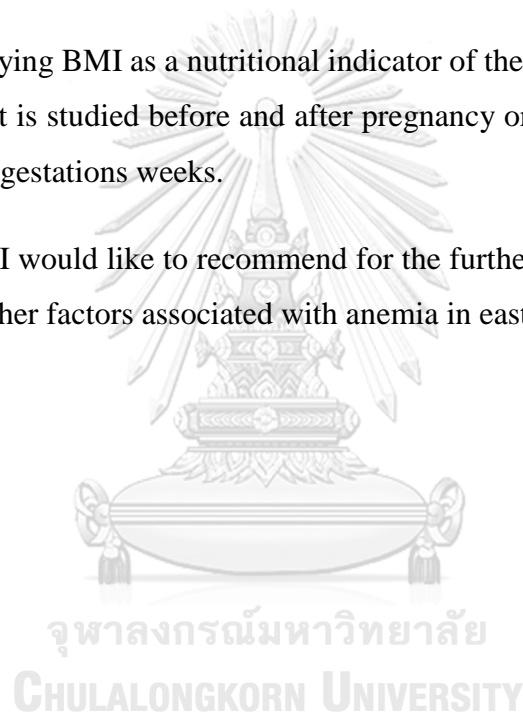 ying BMI as a nutritional indicator of the
t is studied before and after pregnancy or
gestations weeks.
I would like to recommend for the furthe
her factors associated with anemia in east
จุฬาลงกรณ์มหาวิทยาลัย
CHULALONGKORN UNIVERSITY